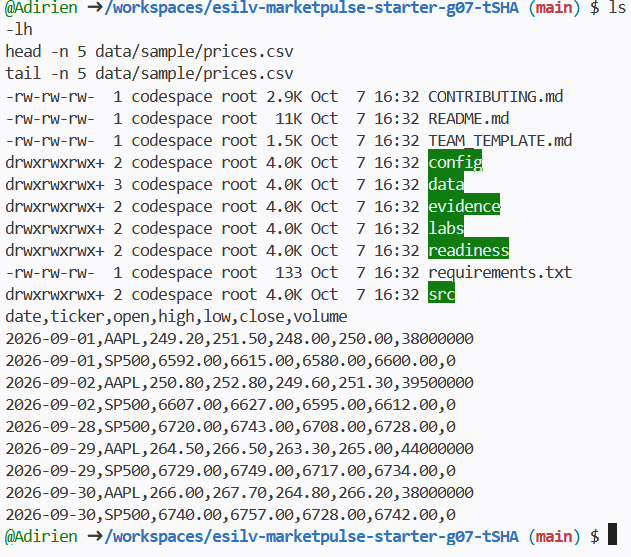 @Adirien ➜/workspaces/esilv-marketpulse-starter-g07-tSHA (main) $ ls
-lh
head -n 5 data/sample/prices.csv
tail -n 5 data/sample/prices.csv
-rw-rw-rw-  1 codespace root 2.9K Oct  7 16:32 CONTRIBUTING.md
-rw-rw-rw-  1 codespace root  11K Oct  7 16:32 README.md
-rw-rw-rw-  1 codespace root 1.5K Oct  7 16:32 TEAM_TEMPLATE.md
drwxrwxrwx+ 2 codespace root 4.0K Oct  7 16:32 config
drwxrwxrwx+ 3 codespace root 4.0K Oct  7 16:32 data
drwxrwxrwx+ 2 codespace root 4.0K Oct  7 16:32 evidence
drwxrwxrwx+ 2 codespace root 4.0K Oct  7 16:32 labs
drwxrwxrwx+ 2 codespace root 4.0K Oct  7 16:32 readiness
-rw-rw-rw-  1 codespace root  133 Oct  7 16:32 requirements.txt
drwxrwxrwx+ 2 codespace root 4.0K Oct  7 16:32 src
date,ticker,open,high,low,close,volume
2026-09-01,AAPL,249.20,251.50,248.00,250.00,38000000
2026-09-01,SP500,6592.00,6615.00,6580.00,6600.00,0
2026-09-02,AAPL,250.80,252.80,249.60,251.30,39500000
2026-09-02,SP500,6607.00,6627.00,6595.00,6612.00,0
2026-09-28,SP500,6720.00,6743.00,6708.00,6728.00,0
2026-09-29,AAPL,264.50,266.50,263.30,265.00,44000000
2026-09-29,SP500,6729.00,6749.00,6717.00,6734.00,0
2026-09-30,AAPL,266.00,267.70,264.80,266.20,38000000
2026-09-30,SP500,6740.00,6757.00,6728.00,6742.00,0
@Adirien ➜/workspaces/esilv-marketpulse-starter-g07-tSHA (main) $